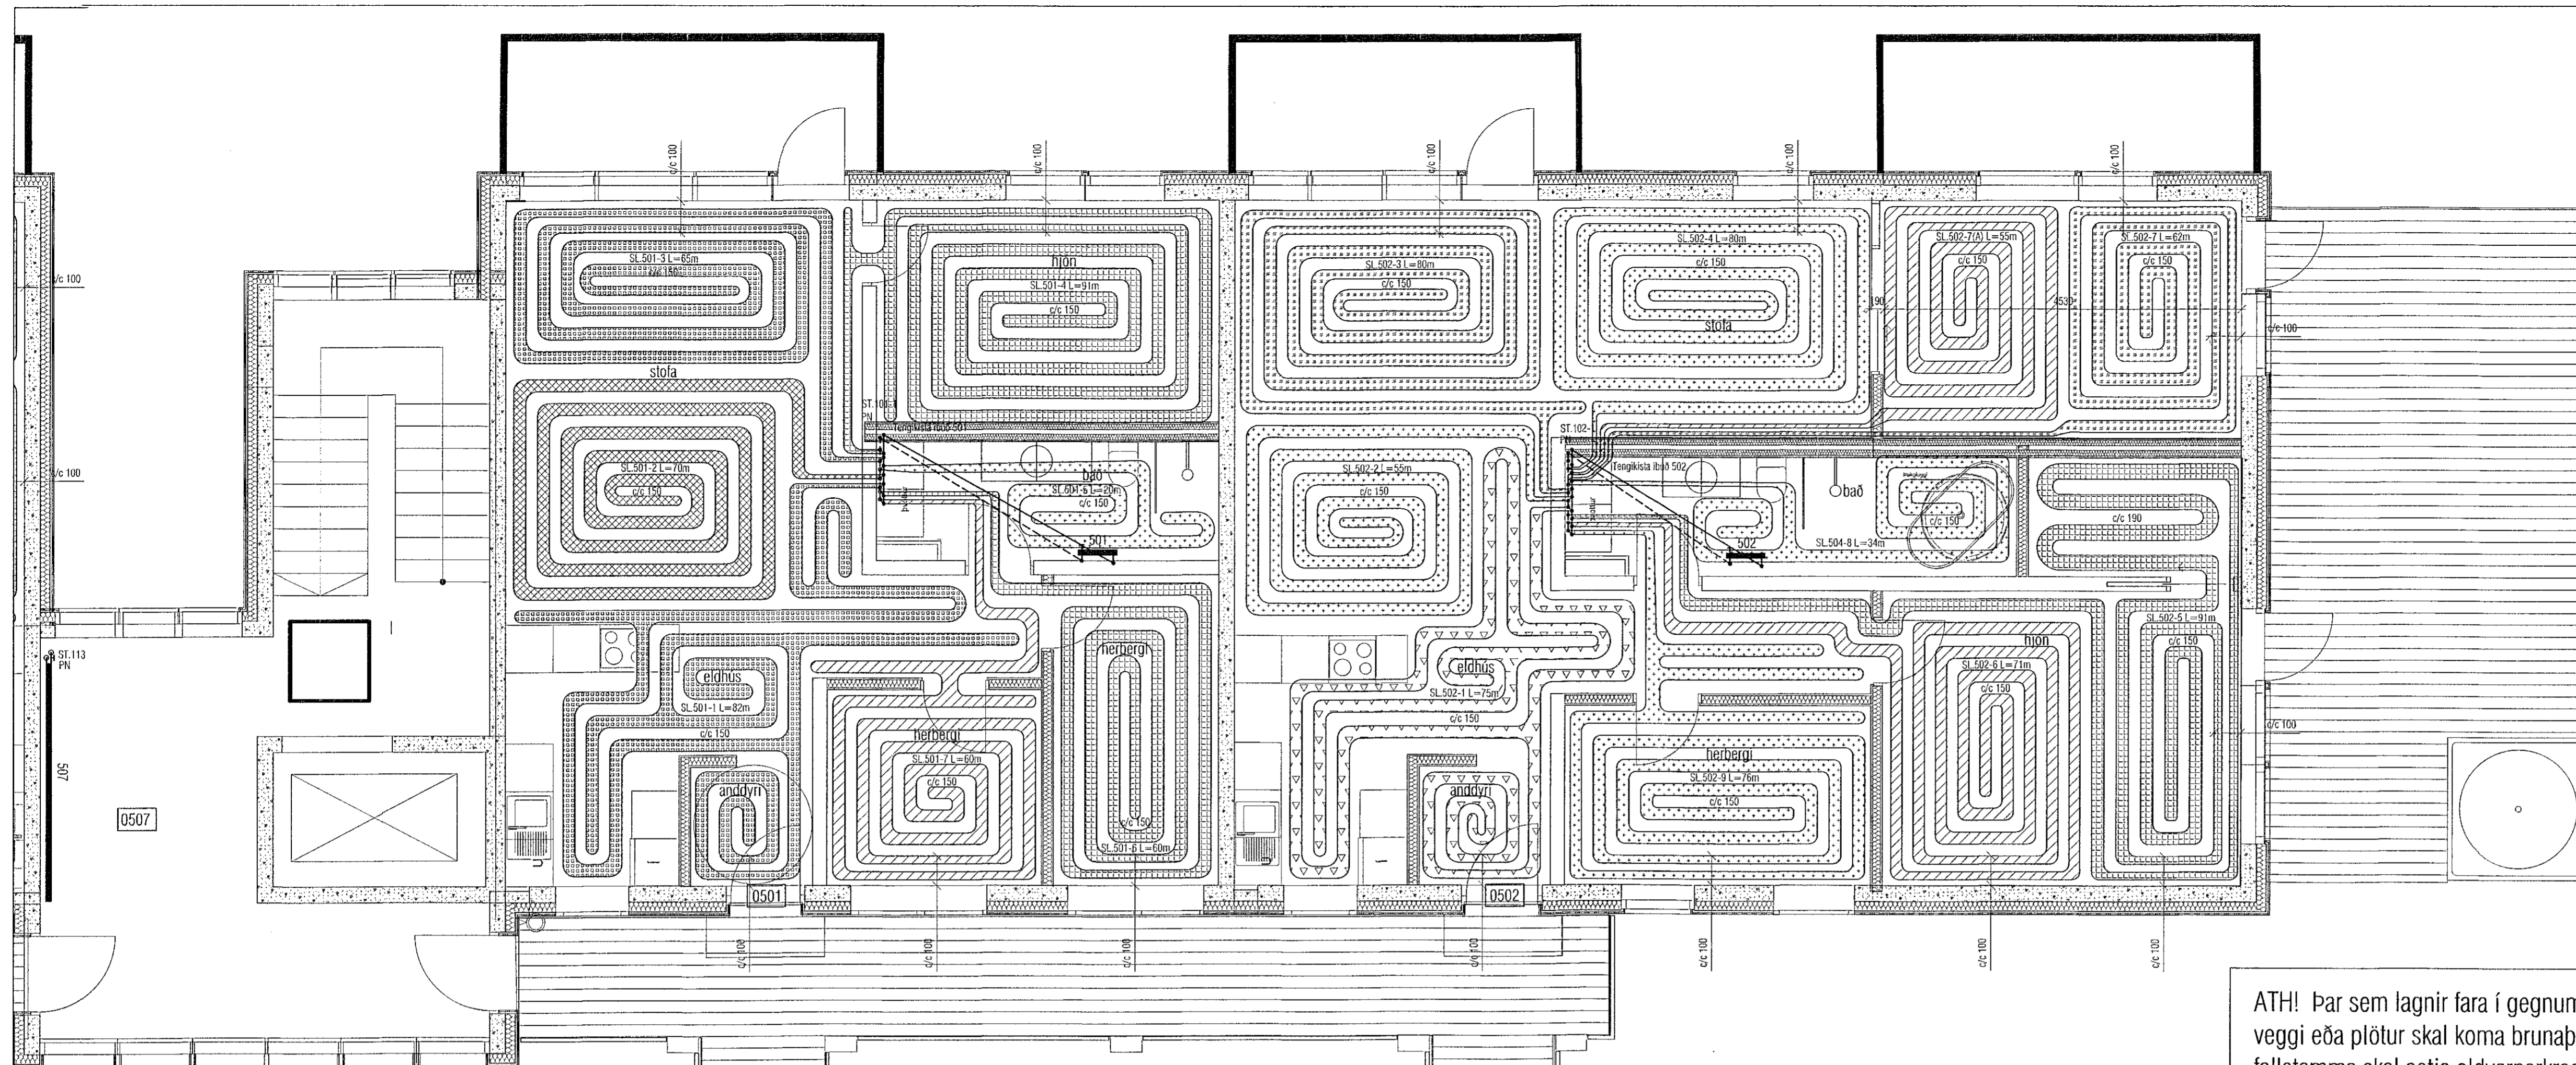 c/c 100
c/c 100
c/c 100
c/c 100
c/c 100
c/c 100
c/c 100
SL.501-3 L=65m
c/c 150
hjón
SL.501-4 L=91m
c/c 150
SL.502-3 L=80m
c/c 150
SL.502-4 L=80m
c/c 150
stofa
SL.502-7(A) L=55m
c/c 150
SL.502-7 L=62m
c/c 150
190
4530
c/c 100
stofa
PN
Tengikista íbúð 501
ST.102-
PN
Tengikista íbúð 502
SL.501-2 L=70m
c/c 150
bað
SL.501-5 L=20m
c/c 150
501
SL.502-2 L=55m
c/c 150
bað
c/c 150
502
SL.504-8 L=34m
c/c 190
ST.113
PN
507
0507
eldhús
SL.501-1 L=82m
c/c 150
anddyri
herbergi
SL.501-7 L=60m
c/c 150
herbergi
c/c 150
SL.501-6 L=60m
eldhús
SL.502-1 L=75m
c/c 150
anddyri
herbergi
SL.502-9 L=76m
c/c 150
hjón
SL.502-6 L=71m
c/c 150
SL.502-5 L=91m
c/c 150
c/c 100
0501
0502
c/c 100
c/c 100
c/c 100
c/c 100
c/c 100
c/c 100
c/c 100
ATH! Þar sem lagnir fara í gegnum
veggi eða plötur skal koma brunaþ